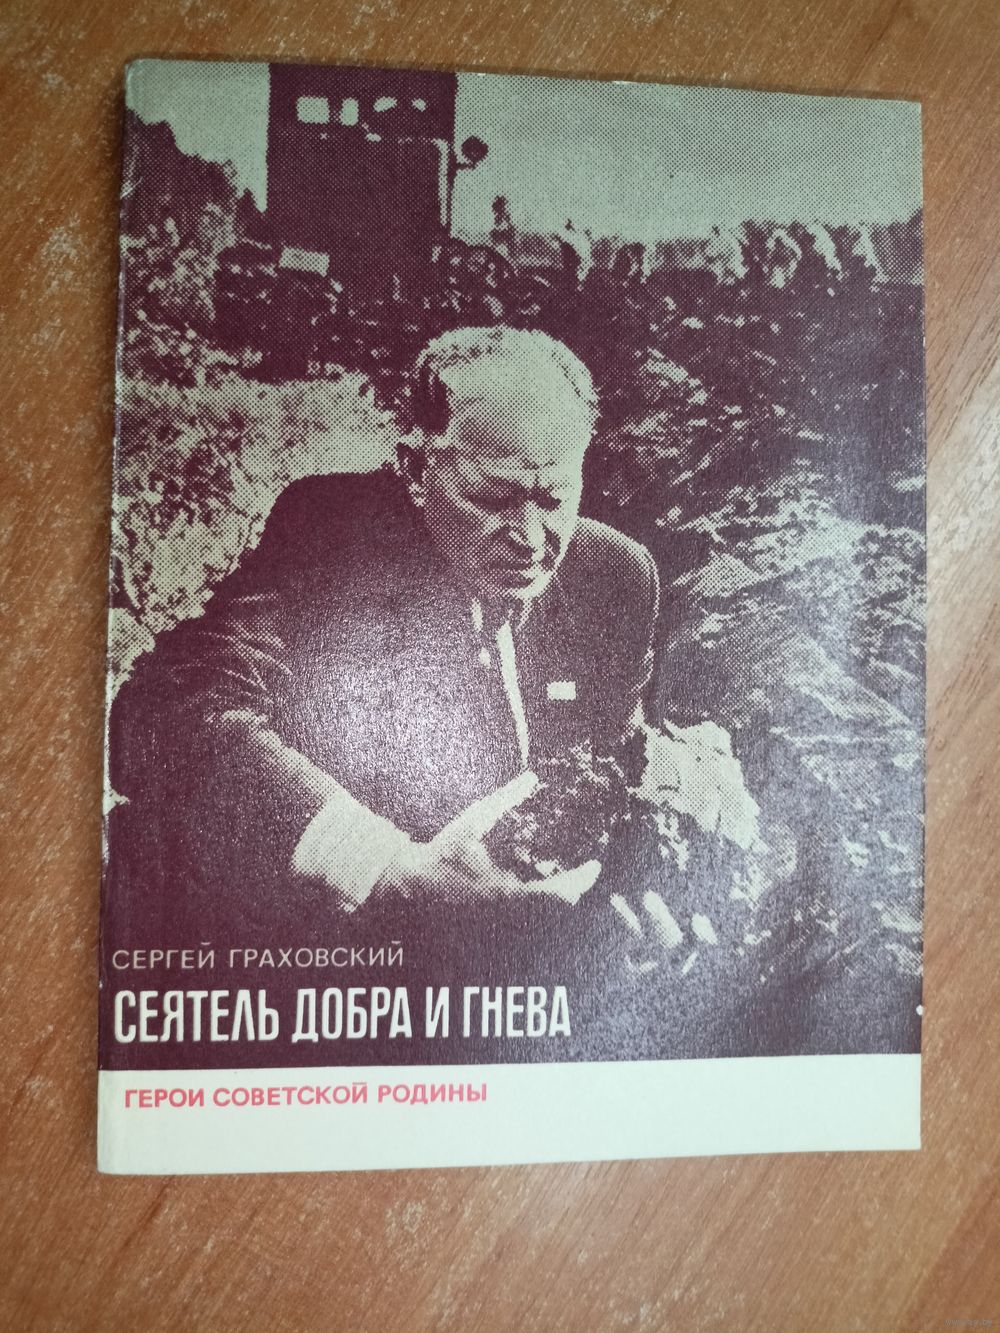 СЕРГЕЙ ГРАХОВСКИЙ
СЕЯТЕЛЬ ДОБРА И ГНЕВА
ГЕРОИ СОВЕТСКОЙ РОДИНЫ